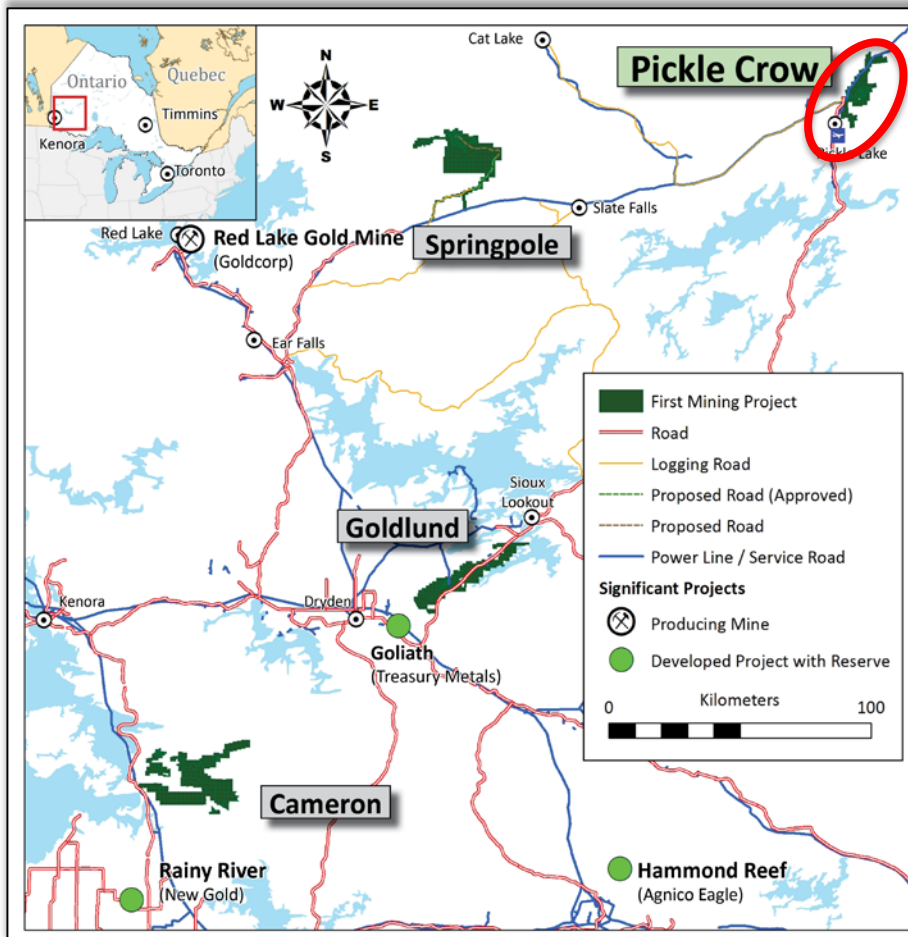 Ontario
Quebec
Timmins
Kenora
Toronto
N
W E
S
Cat Lake
Pickle Crow
Pickle Lake
Slate Falls
Springpole
Red Lake
Red Lake Gold Mine
(Goldcorp)
Ear Falls
First Mining Project
Road
Logging Road
Proposed Road (Approved)
Proposed Road
Power Line / Service Road
Significant Projects
Producing Mine
Developed Project with Reserve
Kilometers
0 100
Sioux
Lookout
Goldlund
Kenora
Dryden
Goliath
(Treasury Metals)
Cameron
Rainy River
(New Gold)
Hammond Reef
(Agnico Eagle)